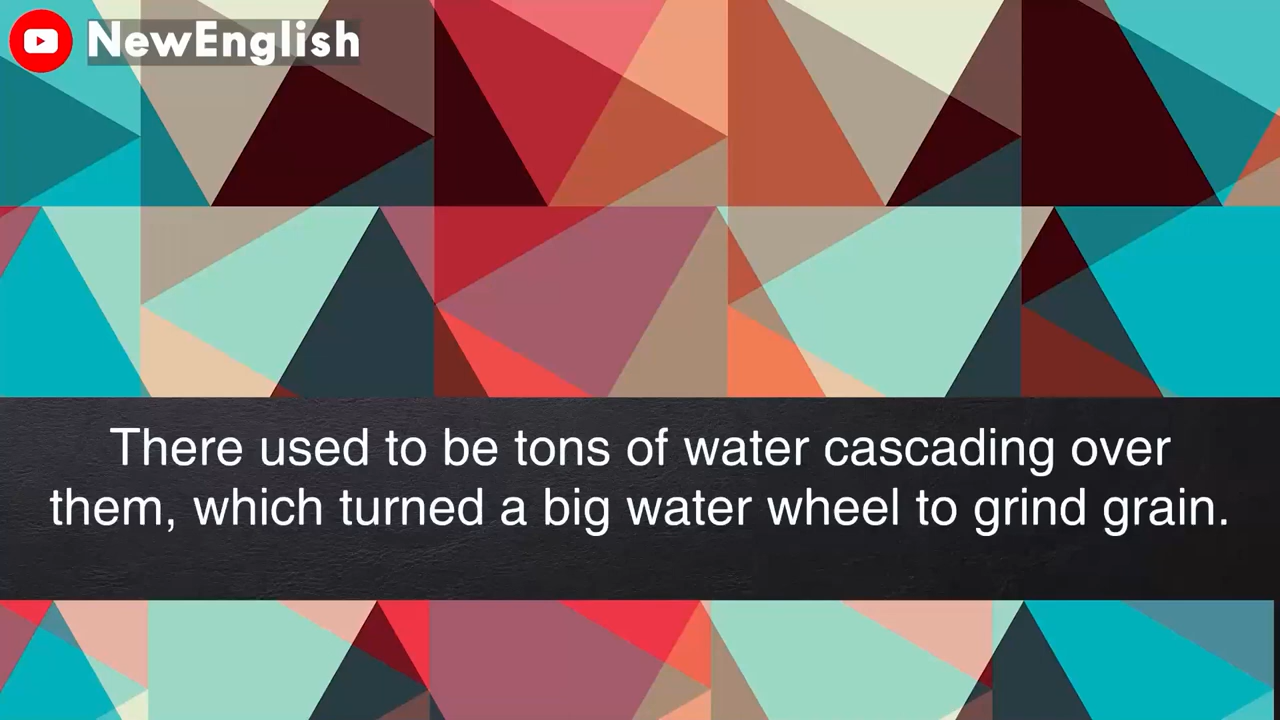 NewEnglish
There used to be tons of water cascading over
them, which turned a big water wheel to grind grain.